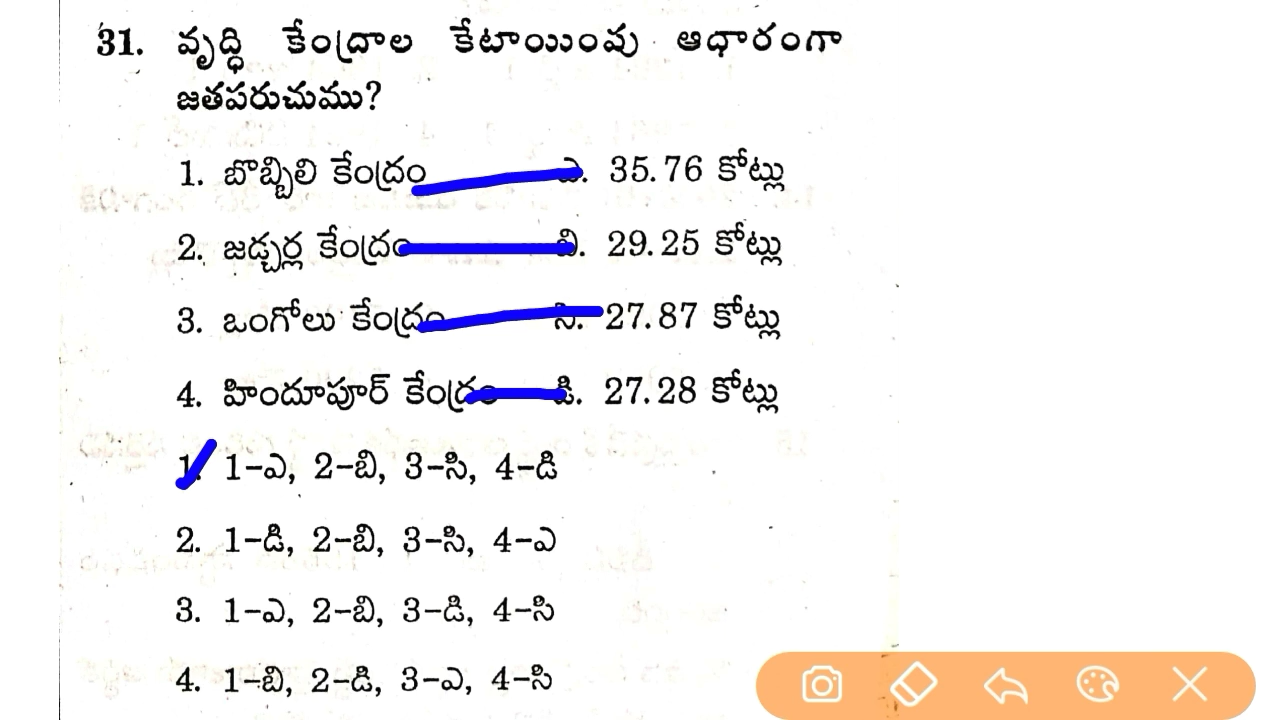 31. వృద్ధి కేంద్రాల కేటాయింపు ఆధారంగా
జతపరుచుము?
1. బొబ్బిలి కేంద్రం ఎ. 35.76 కోట్లు
2. జడ్చర్ల కేంద్రం బి. 29.25 కోట్లు
3. ఒంగోలు కేంద్రం సి. 27.87 కోట్లు
4. హిందూపూర్ కేంద్రం డి. 27.28 కోట్లు
1. 1-ఎ, 2-బి, 3-సి, 4-డి
2. 1-డి, 2-బి, 3-సి, 4-ఎ
3. 1-ఎ, 2-బి, 3-డి, 4-సి
4. 1-బి, 2-డి, 3-ఎ, 4-సి